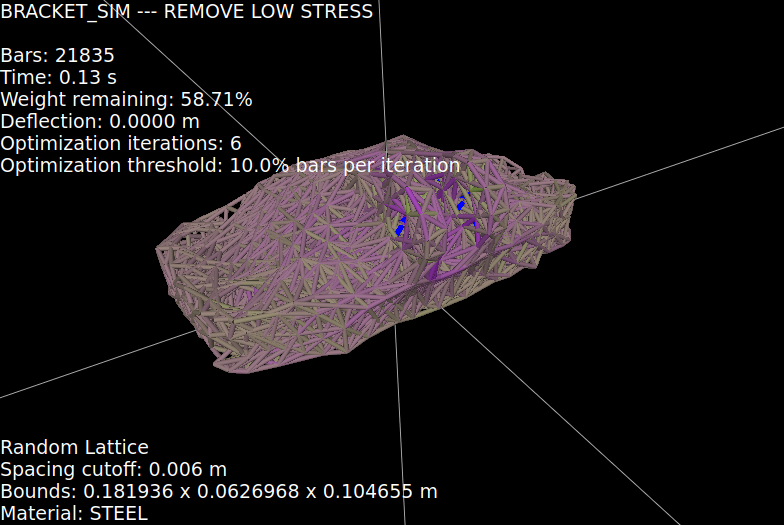 BRACKET_SIM --- REMOVE LOW STRESS
Bars: 21835
Time: 0.13 s
Weight remaining: 58.71%
Deflection: 0.0000 m
Optimization iterations: 6
Optimization threshold: 10.0% bars per iteration
Random Lattice
Spacing cutoff: 0.006 m
Bounds: 0.181936 x 0.0626968 x 0.104655 m
Material: STEEL